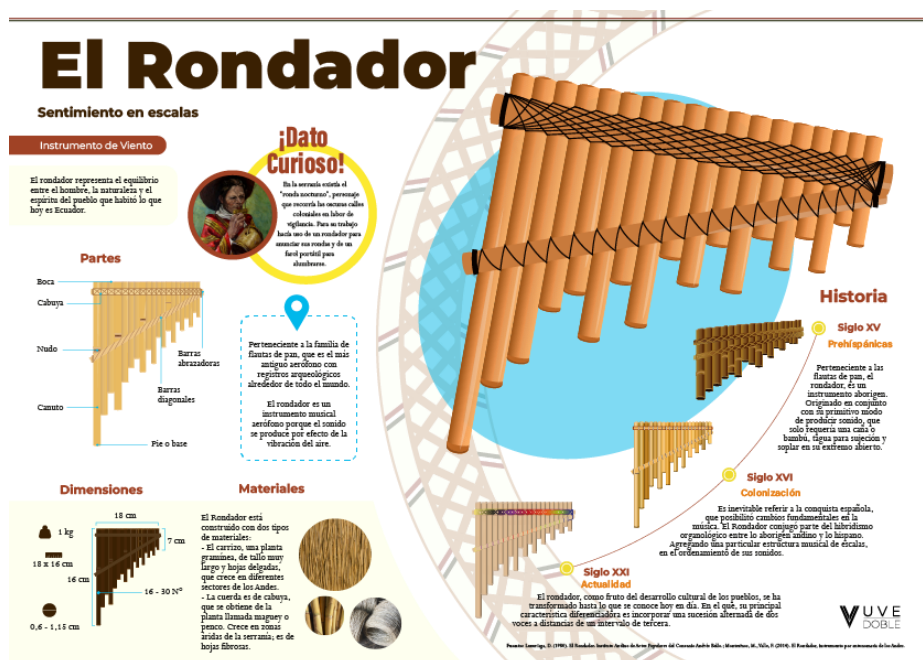 El Rondador
Sentimiento en escalas
Instrumento de Viento
El rondador representa el equilibrio
entre el hombre, la naturaleza y el
espíritu del pueblo que habitó lo que
hoy es Ecuador.
¡Dato
Curioso!
En la serranía existía el
"ronda nocturno", personaje
que recorría las oscuras calles
coloniales en labor de
vigilancia. Para su trabajo
hacía uso de un rondador para
anunciar sus rondas y de un
farol portátil para
alumbrarse.
Partes
Boca
Cabuya
Nudo
Canuto
Barras
abrazadoras
Barras
diagonales
Pie o base
Perteneciente a la familia de
flautas de pan, que es el más
antiguo aerófono con
registros arqueológicos
alrededor de todo el mundo.
El rondador es un
instrumento musical
aerófono porque el sonido
se produce por efecto de la
vibración del aire.
Historia
Siglo XV
Prehíspánicas
Perteneciente a las
flautas de pan, el
rondador, es un
instrumento aborigen.
Originado en conjunto
con su primitivo modo
de producir sonido, que
solo requería una caña o
bambú, tagua para sujeción y
soplar en su extremo abierto.
Siglo XVI
Colonización
Es inevitable referir a la conquista española,
que posibilitó cambios fundamentales en la
música. El Rondador conjugó parte del hibridismo
organológico entre lo aborigen andino y lo hispano.
Agregando una particular estructura musical de escalas,
en el ordenamiento de sus sonidos.
Siglo XXI
Actualidad
El rondador, como fruto del desarrollo cultural de los pueblos, se ha
transformado hasta lo que se conoce hoy en día. En el que, su principal
característica diferenciadora es incorporar una sucesión alternada de dos
voces a distancias de un intervalo de tercera.
Dimensiones
18 cm
1 kg
7 cm
18 x 16 cm
16 cm
16 - 30 Nº
0,6 - 1,15 cm
Materiales
El Rondador está
construido con dos tipos
de materiales:
- El carrizo, una planta
gramínea, de tallo muy
largo y hojas delgadas,
que crece en diferentes
sectores de los Andes.
- La cuerda es de cabuya,
que se obtiene de la
planta llamada maguey o
penco. Crece en zonas
áridas de la serranía; es de
hojas fibrosas.
UVE
DOBLE